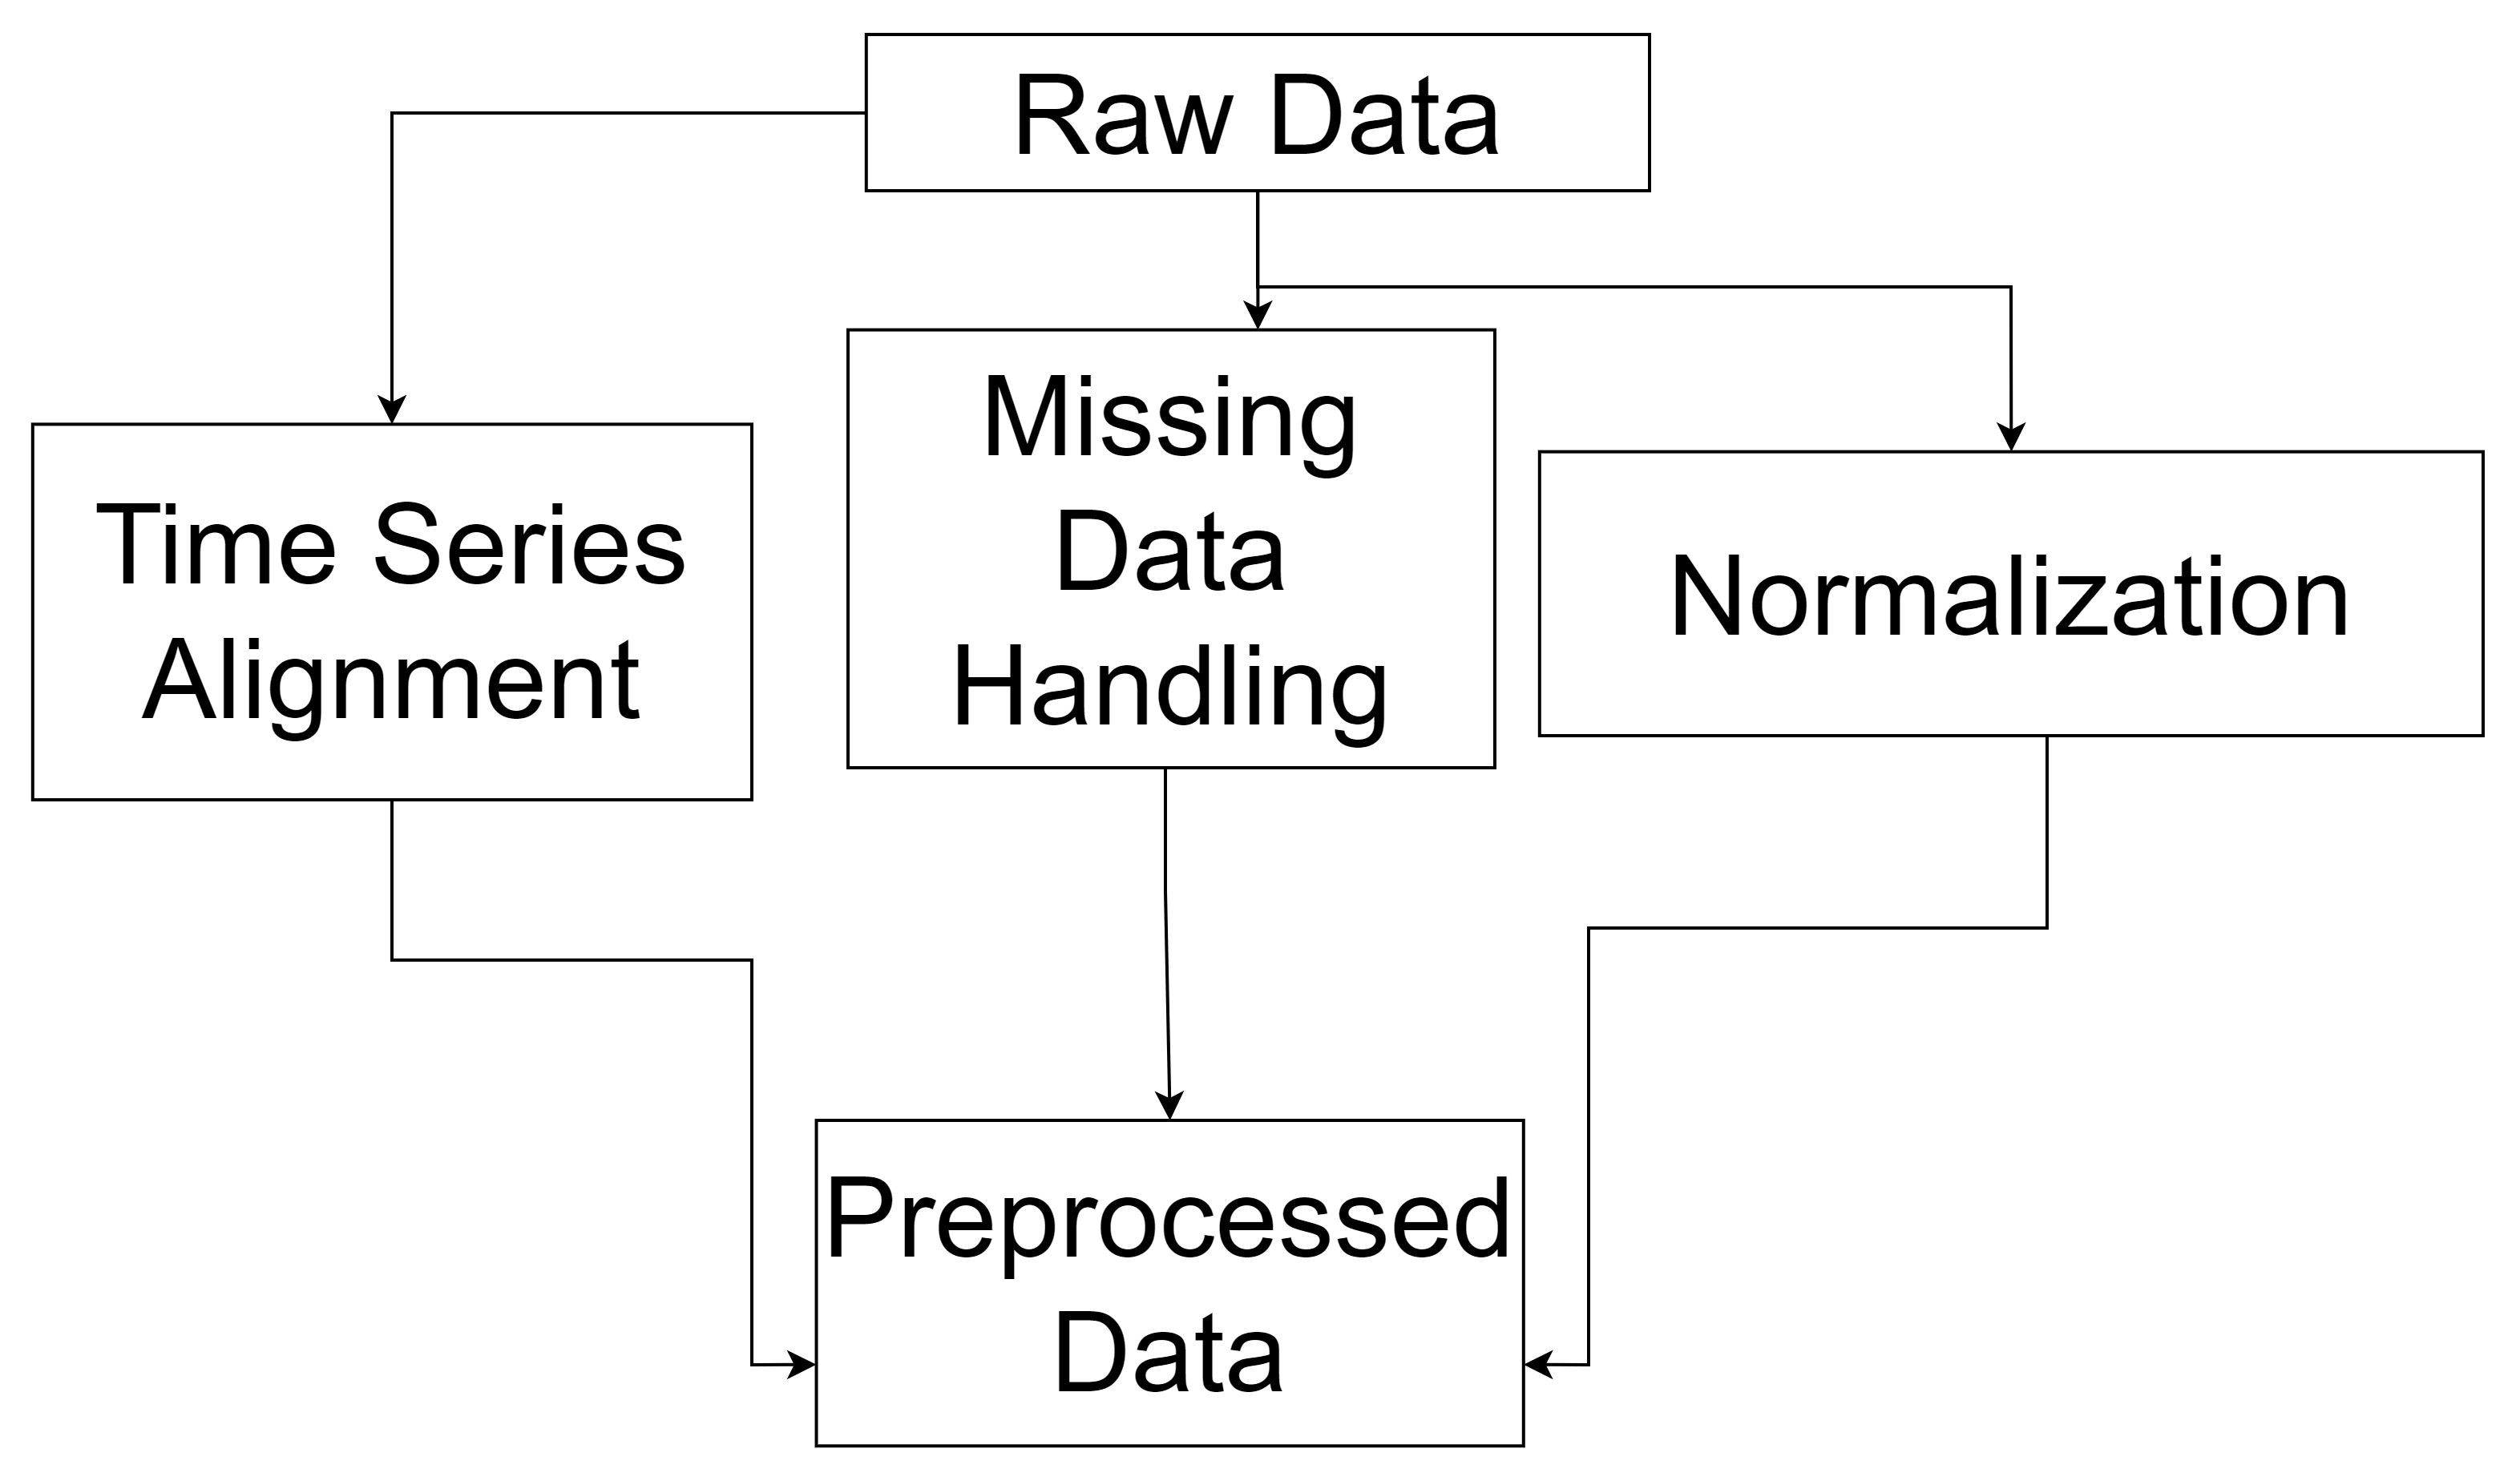 Raw Data
Time Series
Alignment
Missing
Data
Handling
Normalization
Preprocessed
Data